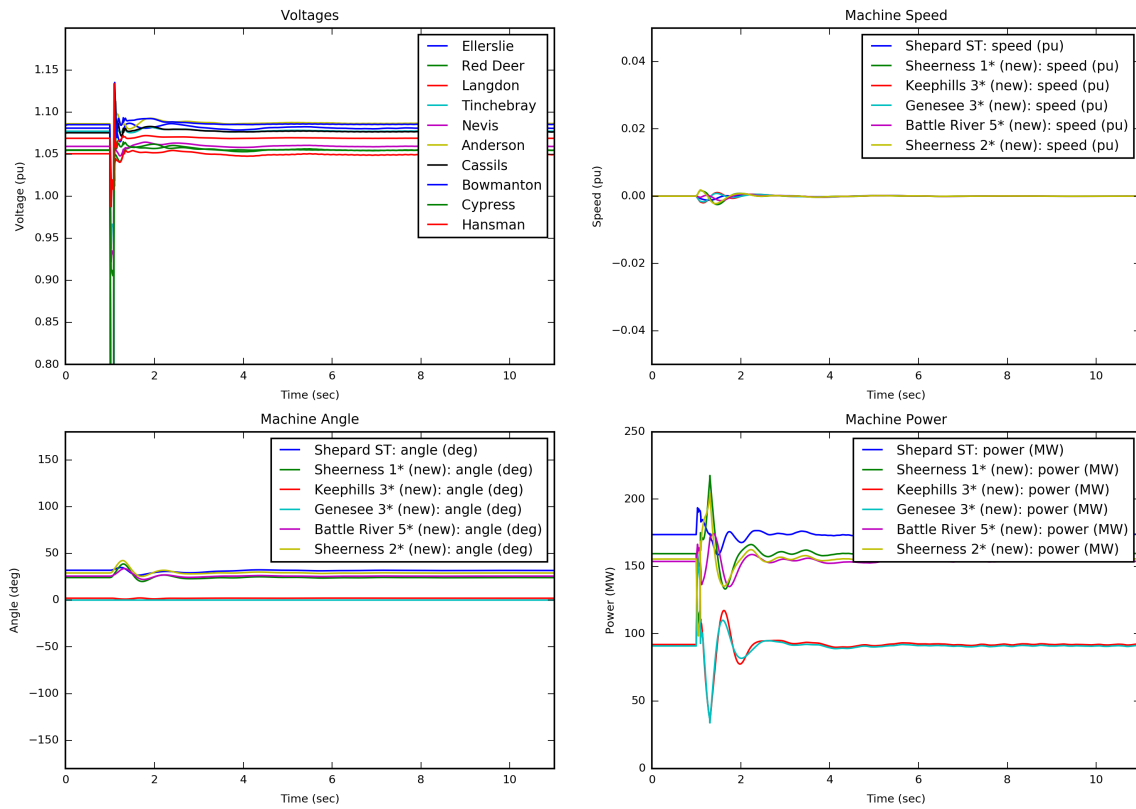 Voltages
1.15
1.10
1.05
1.00
0.95
0.90
0.85
0.80
Voltage (pu)
0 2 4 6 8 10
Time (sec)
Ellerslie
Red Deer
Langdon
Tinchebray
Nevis
Anderson
Cassils
Bowmanton
Cypress
Hansman
Machine Speed
0.04
0.02
0.00
−0.02
−0.04
Speed (pu)
0 2 4 6 8 10
Time (sec)
Shepard ST: speed (pu)
Sheerness 1* (new): speed (pu)
Keephills 3* (new): speed (pu)
Genesee 3* (new): speed (pu)
Battle River 5* (new): speed (pu)
Sheerness 2* (new): speed (pu)
Machine Angle
150
100
50
0
−50
−100
−150
Angle (deg)
0 2 4 6 8 10
Time (sec)
Shepard ST: angle (deg)
Sheerness 1* (new): angle (deg)
Keephills 3* (new): angle (deg)
Genesee 3* (new): angle (deg)
Battle River 5* (new): angle (deg)
Sheerness 2* (new): angle (deg)
Machine Power
250
200
150
100
50
0
Power (MW)
0 2 4 6 8 10
Time (sec)
Shepard ST: power (MW)
Sheerness 1* (new): power (MW)
Keephills 3* (new): power (MW)
Genesee 3* (new): power (MW)
Battle River 5* (new): power (MW)
Sheerness 2* (new): power (MW)